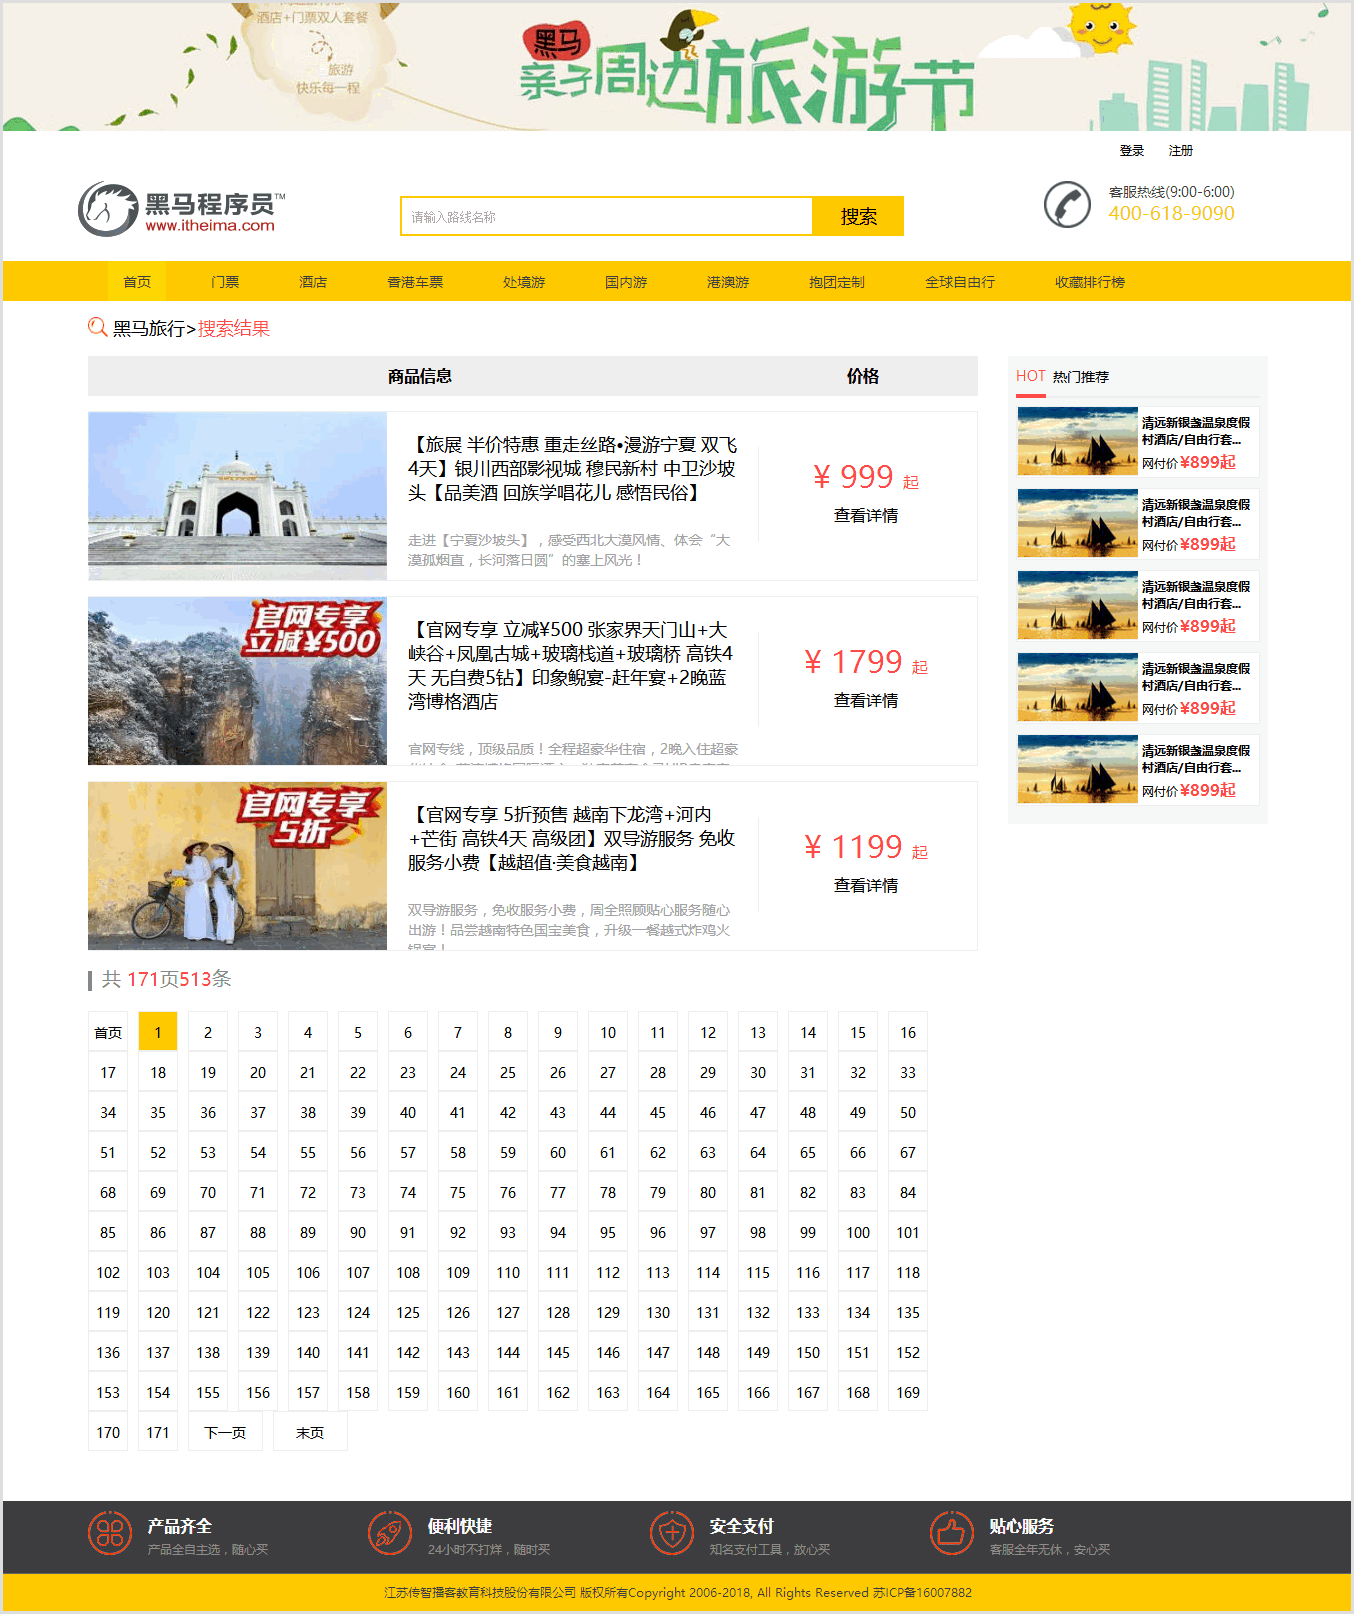 酒店+门票双人套餐
旅游
快乐每一程
黑马
亲子周边旅游节
登录 注册
黑马程序员™
www.itheima.com
请输入路线名称
搜索
客服热线(9:00-6:00)
400-618-9090
首页 门票 酒店 香港车票 处境游 国内游 港澳游 抱团定制 全球自由行 收藏排行榜
黑马旅行>搜索结果
商品信息 价格
【旅展 半价特惠 重走丝路•漫游宁夏 双飞
4天】银川西部影视城 穆民新村 中卫沙坡
头【品美酒 回族学唱花儿 感悟民俗】
走进【宁夏沙坡头】，感受西北大漠风情、体会“大
漠孤烟直，长河落日圆”的塞上风光！
¥ 999 起
查看详情
官网专享
立减¥500
【官网专享 立减¥500 张家界天门山+大
峡谷+凤凰古城+玻璃栈道+玻璃桥 高铁4
天 无自费5钻】印象鲵宴-赶年宴+2晚蓝
湾博格酒店
官网专线，顶级品质！全程超豪华住宿，2晚入住超豪
¥ 1799 起
查看详情
官网专享
5折
【官网专享 5折预售 越南下龙湾+河内
+芒街 高铁4天 高级团】双导游服务 免收
服务小费【越超值·美食越南】
双导游服务，免收服务小费，周全照顾贴心服务随心
出游！品尝越南特色国宝美食，升级一餐越式炸鸡火
锅宴！
¥ 1199 起
查看详情
HOT 热门推荐
清远新银盏温泉度假
村酒店/自由行套...
网付价¥899起
清远新银盏温泉度假
村酒店/自由行套...
网付价¥899起
清远新银盏温泉度假
村酒店/自由行套...
网付价¥899起
清远新银盏温泉度假
村酒店/自由行套...
网付价¥899起
清远新银盏温泉度假
村酒店/自由行套...
网付价¥899起
共 171页513条
首页 1 2 3 4 5 6 7 8 9 10 11 12 13 14 15 16
17 18 19 20 21 22 23 24 25 26 27 28 29 30 31 32 33
34 35 36 37 38 39 40 41 42 43 44 45 46 47 48 49 50
51 52 53 54 55 56 57 58 59 60 61 62 63 64 65 66 67
68 69 70 71 72 73 74 75 76 77 78 79 80 81 82 83 84
85 86 87 88 89 90 91 92 93 94 95 96 97 98 99 100 101
102 103 104 105 106 107 108 109 110 111 112 113 114 115 116 117 118
119 120 121 122 123 124 125 126 127 128 129 130 131 132 133 134 135
136 137 138 139 140 141 142 143 144 145 146 147 148 149 150 151 152
153 154 155 156 157 158 159 160 161 162 163 164 165 166 167 168 169
170 171 下一页 末页
产品齐全
产品全自主选，随心买
便利快捷
24小时不打烊，随时买
安全支付
知名支付工具，放心买
贴心服务
客服全年无休，安心买
江苏传智播客教育科技股份有限公司 版权所有Copyright 2006-2018, All Rights Reserved 苏ICP备16007882